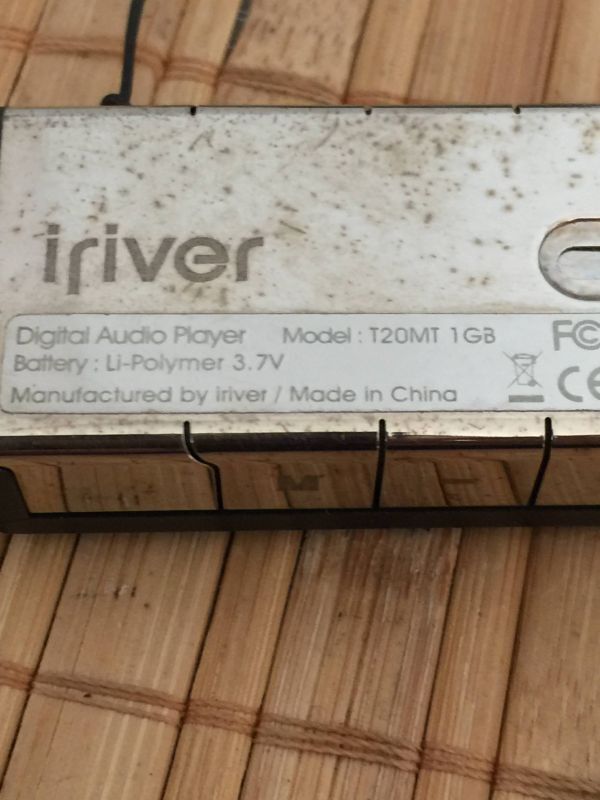 iriver
Digital Audio Player Model : T20MT 1GB
FC
Battery : Li-Polymer 3.7V
CE
Manufactured by iriver / Made in China
M